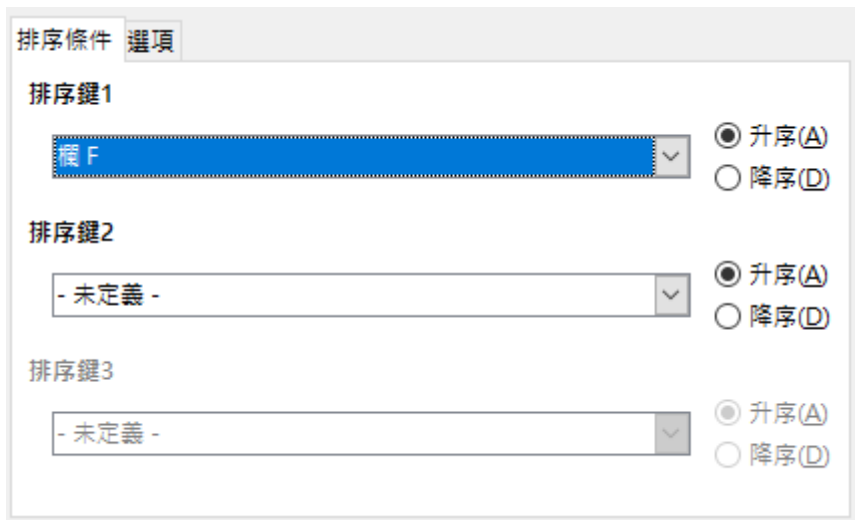 排序條件 選項
排序鍵1
欄 F
升序(A)
降序(D)
排序鍵2
- 未定義 -
升序(A)
降序(D)
排序鍵3
- 未定義 -
升序(A)
降序(D)